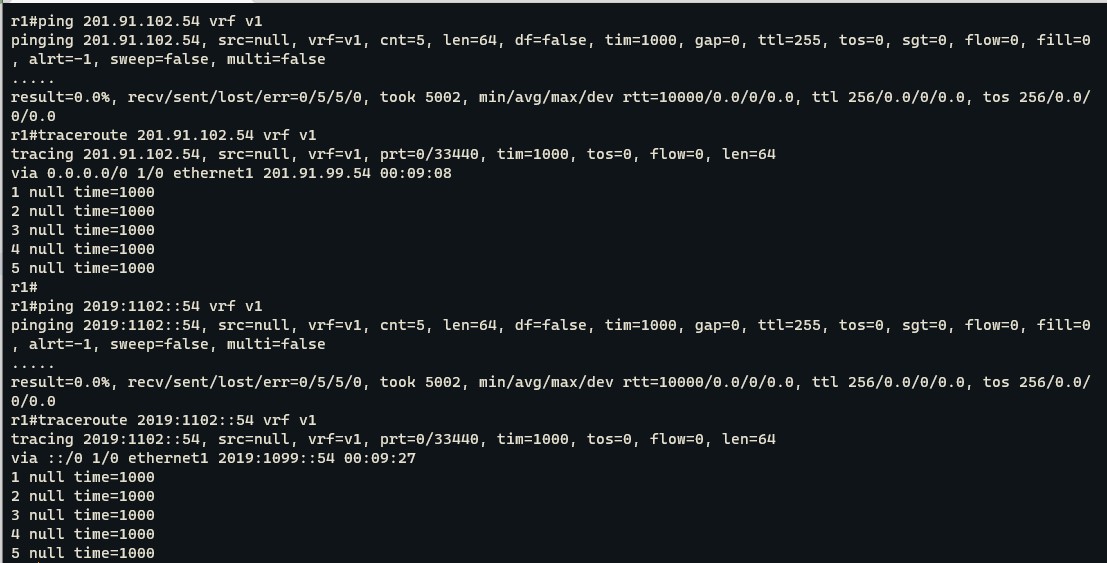 r1#ping 201.91.102.54 vrf v1
pinging 201.91.102.54, src=null, vrf=v1, cnt=5, len=64, df=false, tim=1000, gap=0, ttl=255, tos=0, sgt=0, flow=0, fill=0
, alrt=-1, sweep=false, multi=false
.....
result=0.0%, recv/sent/lost/err=0/5/5/0, took 5002, min/avg/max/dev rtt=10000/0.0/0/0.0, ttl 256/0.0/0/0.0, tos 256/0.0/
0/0.0
r1#traceroute 201.91.102.54 vrf v1
tracing 201.91.102.54, src=null, vrf=v1, prt=0/33440, tim=1000, tos=0, flow=0, len=64
via 0.0.0.0/0 1/0 ethernet1 201.91.99.54 00:09:08
1 null time=1000
2 null time=1000
3 null time=1000
4 null time=1000
5 null time=1000
r1#
r1#ping 2019:1102::54 vrf v1
pinging 2019:1102::54, src=null, vrf=v1, cnt=5, len=64, df=false, tim=1000, gap=0, ttl=255, tos=0, sgt=0, flow=0, fill=0
, alrt=-1, sweep=false, multi=false
.....
result=0.0%, recv/sent/lost/err=0/5/5/0, took 5002, min/avg/max/dev rtt=10000/0.0/0/0.0, ttl 256/0.0/0/0.0, tos 256/0.0/
0/0.0
r1#traceroute 2019:1102::54 vrf v1
tracing 2019:1102::54, src=null, vrf=v1, prt=0/33440, tim=1000, tos=0, flow=0, len=64
via ::/0 1/0 ethernet1 2019:1099::54 00:09:27
1 null time=1000
2 null time=1000
3 null time=1000
4 null time=1000
5 null time=1000